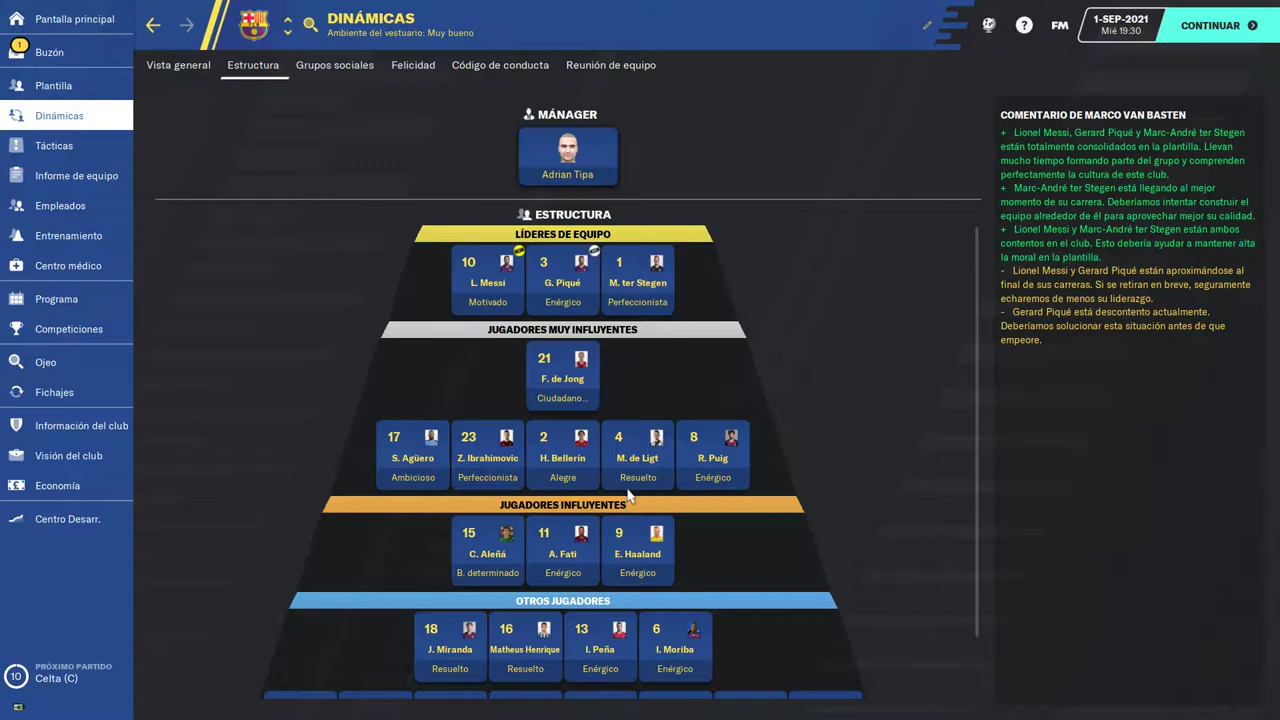 Pantalla principal
1
Buzón
Plantilla
Dinámicas
Tácticas
Informe de equipo
Empleados
Entrenamiento
Centro médico
Programa
Competiciones
Ojeo
Fichajes
Información del club
Visión del club
Economía
Centro Desarr.
10
PRÓXIMO PARTIDO
Celta (C)
DINÁMICAS
Ambiente del vestuario: Muy bueno
?
FM
1-SEP-2021
Mié 19:30
CONTINUAR
Vista general
Estructura
Grupos sociales
Felicidad
Código de conducta
Reunión de equipo
MÁNAGER
Adrian Tipa
ESTRUCTURA
LÍDERES DE EQUIPO
10
L. Messi
Motivado
3
G. Piqué
Enérgico
1
M. ter Stegen
Perfeccionista
JUGADORES MUY INFLUYENTES
21
F. de Jong
Ciudadano...
17
S. Agüero
Ambicioso
23
Z. Ibrahimovic
Perfeccionista
2
H. Bellerín
Alegre
4
M. de Ligt
Resuelto
8
R. Puig
Enérgico
JUGADORES INFLUYENTES
15
C. Aleñá
B. determinado
11
A. Fati
Enérgico
9
E. Haaland
Enérgico
OTROS JUGADORES
18
J. Miranda
Resuelto
16
Matheus Henrique
Resuelto
13
I. Peña
Enérgico
6
I. Moriba
Enérgico
COMENTARIO DE MARCO VAN BASTEN
+ Lionel Messi, Gerard Piqué y Marc-André ter Stegen
están totalmente consolidados en la plantilla. Llevan
mucho tiempo formando parte del grupo y comprenden
perfectamente la cultura de este club.
+ Marc-André ter Stegen está llegando al mejor
momento de su carrera. Deberíamos intentar construir el
equipo alrededor de él para aprovechar mejor su calidad.
+ Lionel Messi y Marc-André ter Stegen están ambos
contentos en el club. Esto debería ayudar a mantener alta
la moral en la plantilla.
- Lionel Messi y Gerard Piqué están aproximándose al
final de sus carreras. Si se retiran en breve, seguramente
echaremos de menos su liderazgo.
- Gerard Piqué está descontento actualmente.
Deberíamos solucionar esta situación antes de que
empeore.